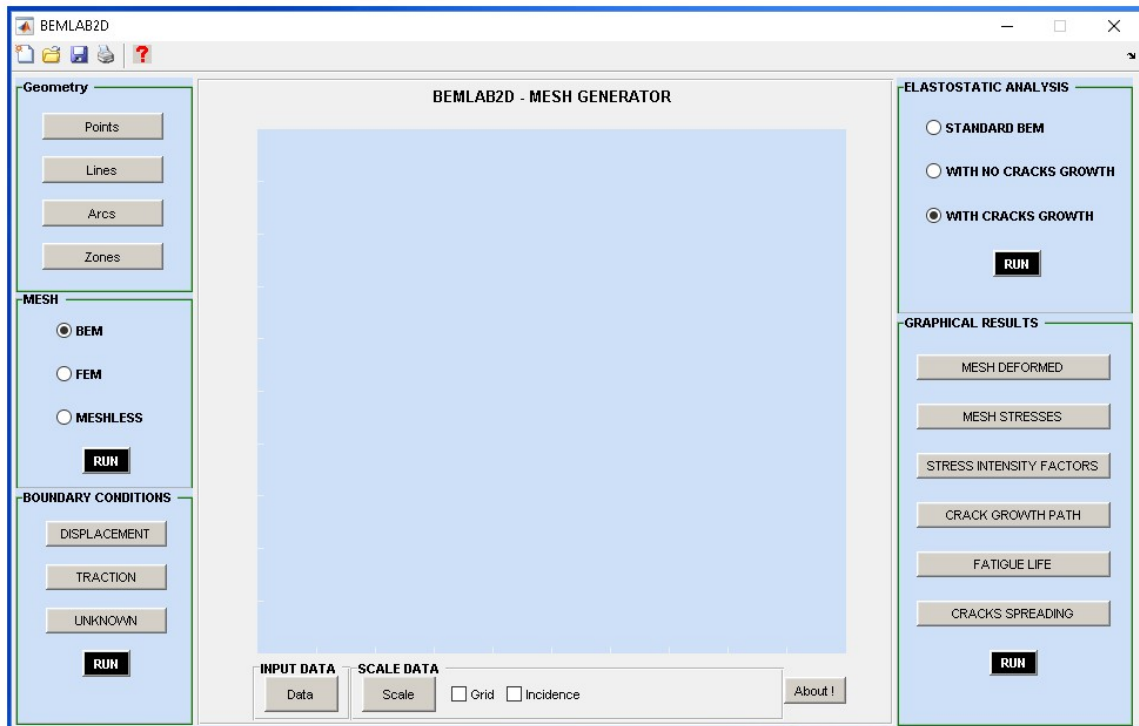 BEMLAB2D
?
Geometry
Points
Lines
Arcs
Zones
MESH
BEM
FEM
MESHLESS
RUN
BOUNDARY CONDITIONS
DISPLACEMENT
TRACTION
UNKNOWN
RUN
BEMLAB2D - MESH GENERATOR
INPUT DATA
Data
SCALE DATA
Scale
Grid
Incidence
About !
ELASTOSTATIC ANALYSIS
STANDARD BEM
WITH NO CRACKS GROWTH
WITH CRACKS GROWTH
RUN
GRAPHICAL RESULTS
MESH DEFORMED
MESH STRESSES
STRESS INTENSITY FACTORS
CRACK GROWTH PATH
FATIGUE LIFE
CRACKS SPREADING
RUN